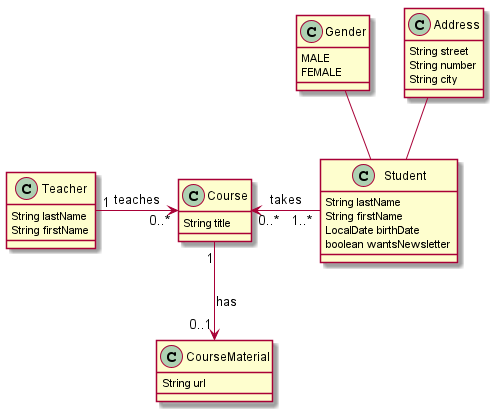 C Gender
MALE
FEMALE
C Address
String street
String number
String city
C Teacher
String lastName
String firstName
1 teaches
0..*
C Course
String title
takes
0..* 1..*
C Student
String lastName
String firstName
LocalDate birthDate
boolean wantsNewsletter
1
has
0..1
C CourseMaterial
String url